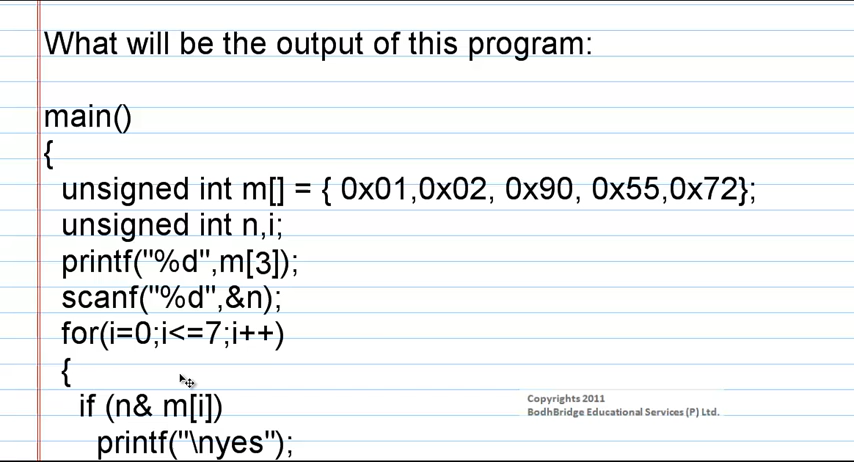 What will be the output of this program:
main()
{
unsigned int m[] = { 0x01,0x02, 0x90, 0x55,0x72};
unsigned int n,i;
printf("%d",m[3]);
scanf("%d",&n);
for(i=0;i<=7;i++)
{
if (n& m[i])
Copyrights 2011
BodhBridge Educational Services (P) Ltd.
printf("\nyes");